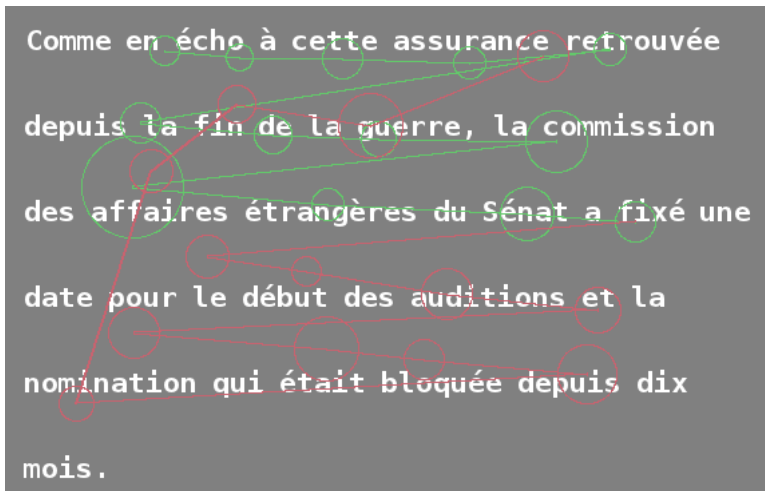 Comme en écho à cette assurance retrouvée
depuis la fin de la guerre, la commission
des affaires étrangères du Sénat a fixé une
date pour le début des auditions et la
nomination qui était bloquée depuis dix
mois.